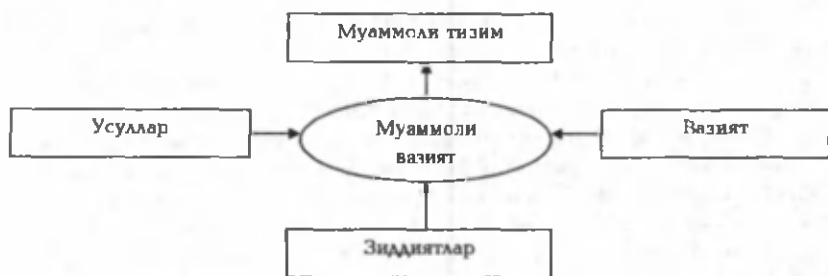 Муаммоли тизим
Усуллар
Муаммоли
вазият
Вазият
Зиддиятлар